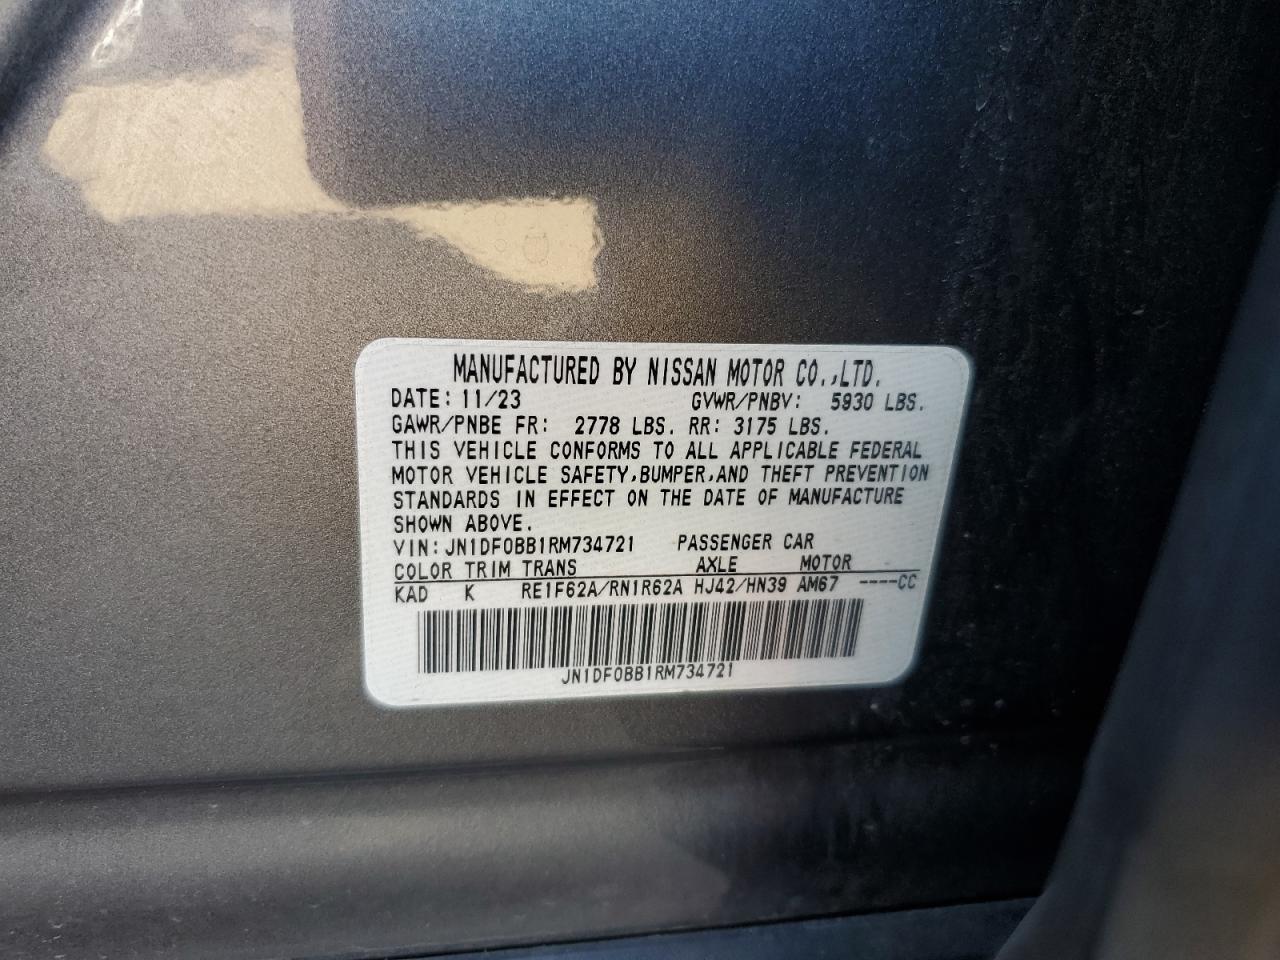 MANUFACTURED BY NISSAN MOTOR CO.,LTD.
DATE: 11/23 GVWR/PNBV: 5930 LBS.
GAWR/PNBE FR: 2778 LBS. RR: 3175 LBS.
THIS VEHICLE CONFORMS TO ALL APPLICABLE FEDERAL
MOTOR VEHICLE SAFETY,BUMPER,AND THEFT PREVENTION
STANDARDS IN EFFECT ON THE DATE OF MANUFACTURE
SHOWN ABOVE.
VIN:JN1DF0BB1RM734721 PASSENGER CAR
COLOR TRIM TRANS AXLE MOTOR
KAD K RE1F62A/RN1R62A HJ42/HN39 AM67 ----CC
JN1DF0BB1RM734721